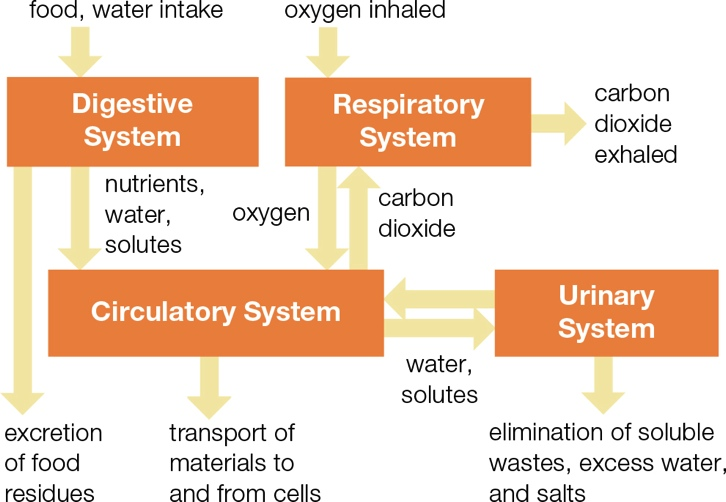 food, water intake
oxygen inhaled
Digestive
System
Respiratory
System
carbon
dioxide
exhaled
nutrients,
water,
solutes
oxygen
carbon
dioxide
Circulatory System
Urinary
System
water,
solutes
excretion
of food
residues
transport of
materials to
and from cells
elimination of soluble
wastes, excess water,
and salts